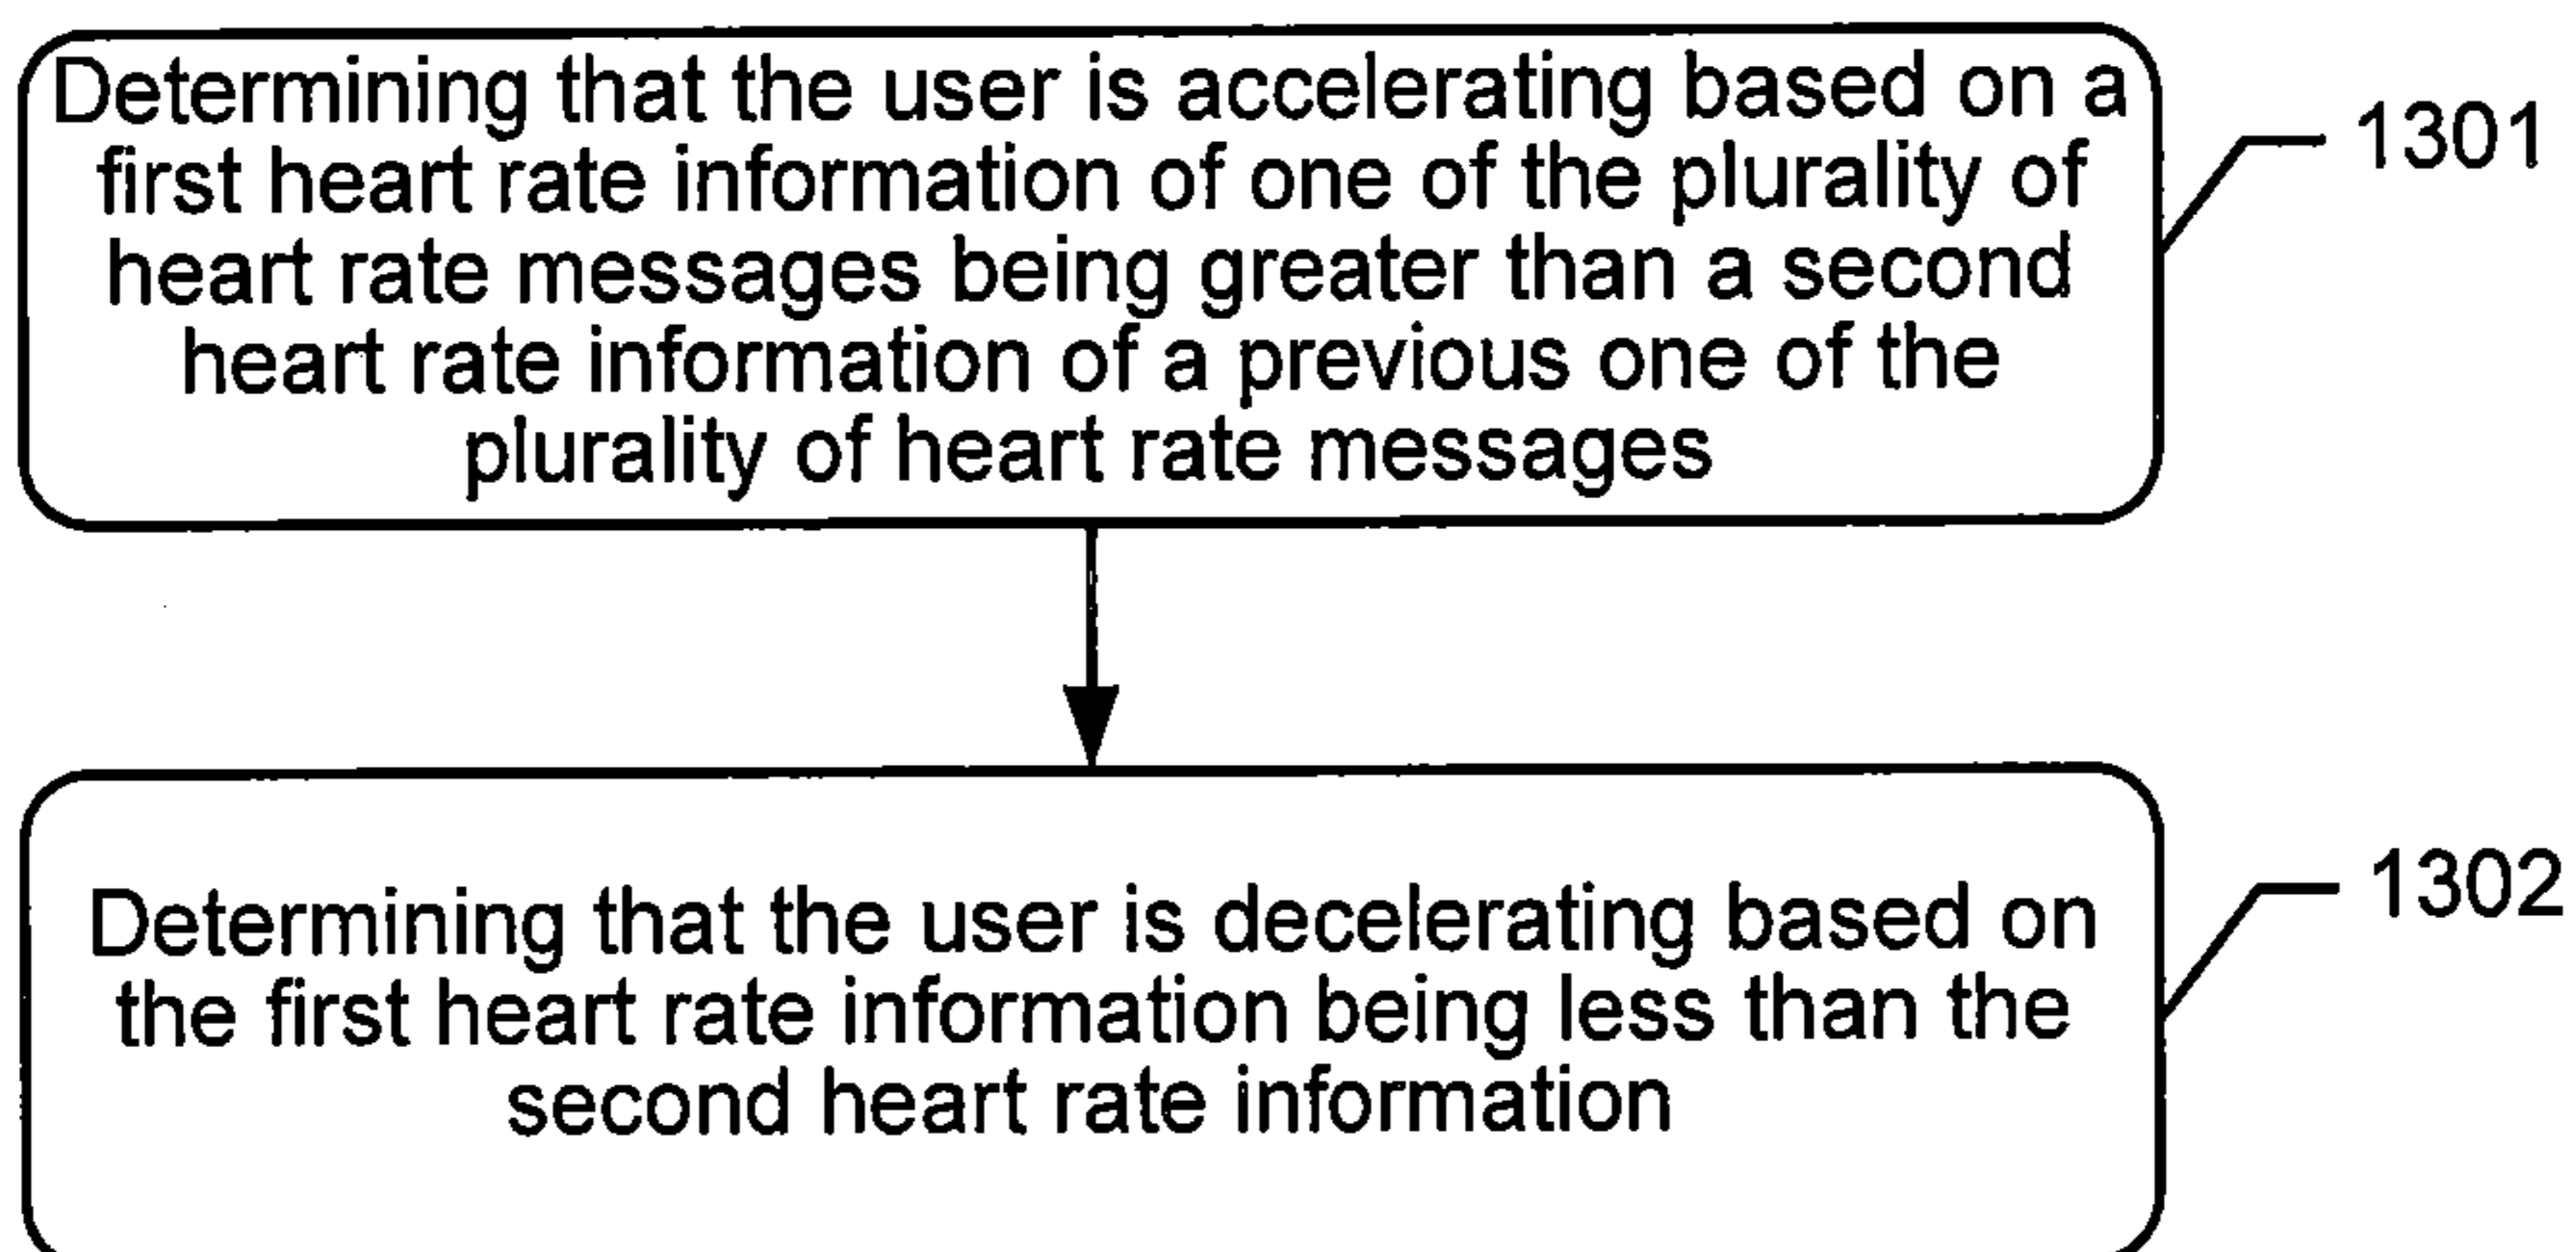 Determining that the user is accelerating based on a
first heart rate information of one of the plurality of
heart rate messages being greater than a second
heart rate information of a previous one of the
plurality of heart rate messages
1301
Determining that the user is decelerating based on
the first heart rate information being less than the
second heart rate information
1302